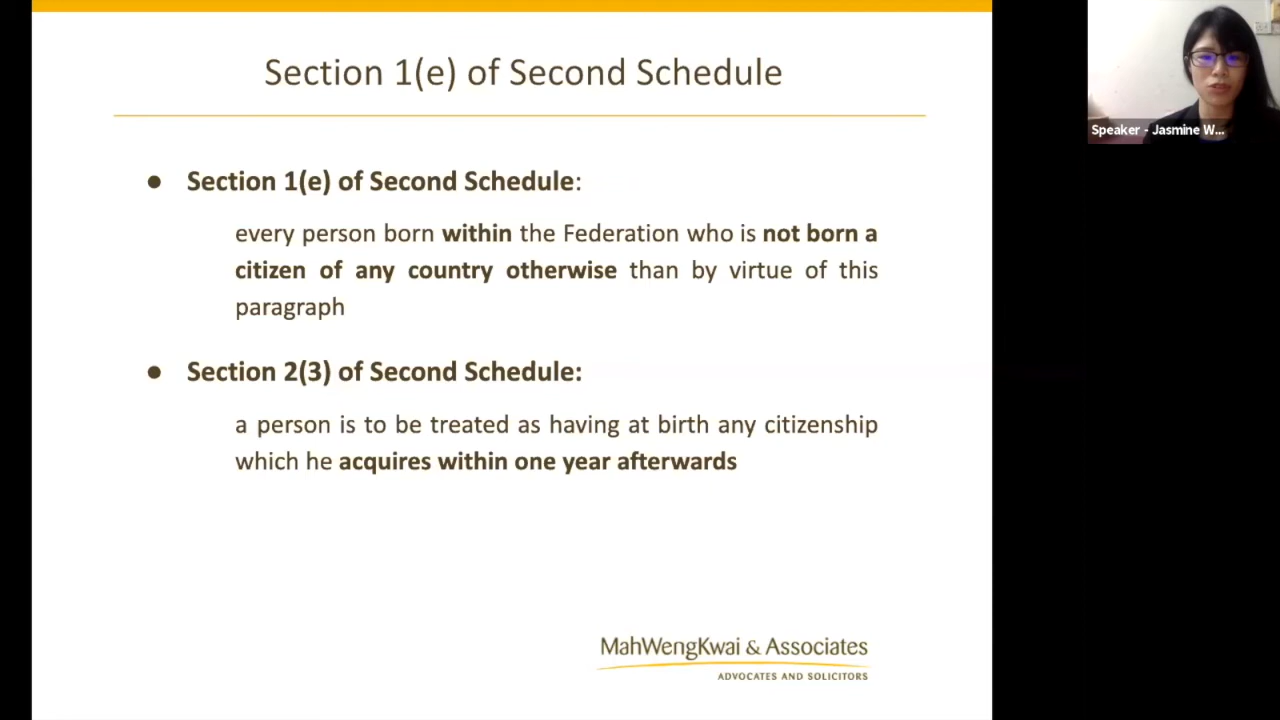 Section 1(e) of Second Schedule
● Section 1(e) of Second Schedule:
every person born within the Federation who is not born a
citizen of any country otherwise than by virtue of this
paragraph
● Section 2(3) of Second Schedule:
a person is to be treated as having at birth any citizenship
which he acquires within one year afterwards
MahWengKwai & Associates
ADVOCATES AND SOLICITORS
Speaker - Jasmine W...